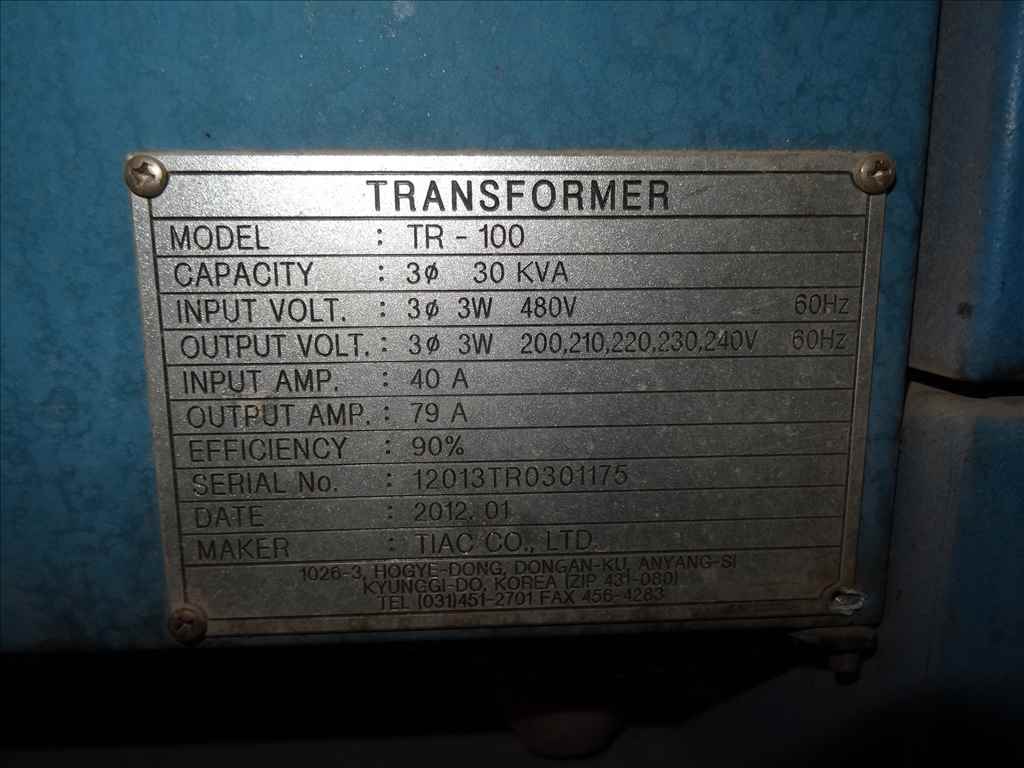 TRANSFORMER
MODEL : TR - 100
CAPACITY : 3ø 30 KVA
INPUT VOLT. : 3ø 3W 480V 60Hz
OUTPUT VOLT. : 3ø 3W 200,210,220,230,240V 60Hz
INPUT AMP. : 40 A
OUTPUT AMP. : 79 A
EFFICIENCY : 90%
SERIAL No. : 12013TR0301175
DATE : 2012. 01
MAKER : TIAC CO., LTD.
1026-3, HOGYE-DONG, DONGAN-KU, ANYANG-SI
KYUNGGI-DO, KOREA (ZIP 431-080)
TEL (031)451-2701 FAX 456-4283